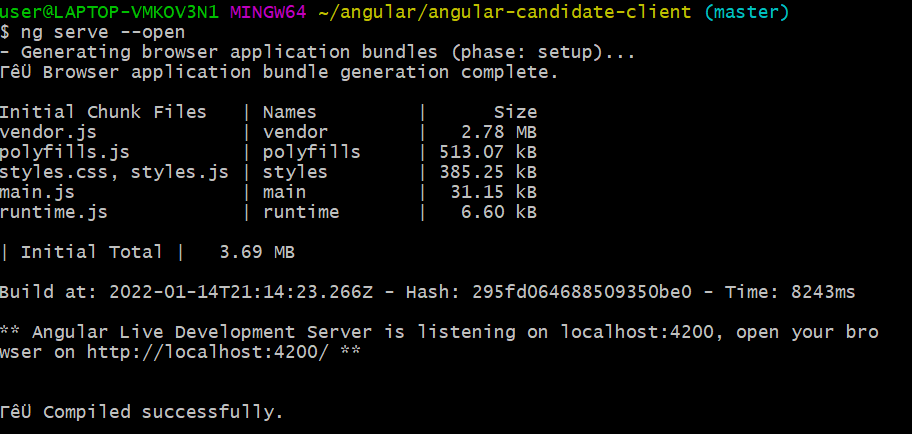 user@LAPTOP-VMKOV3N1 MINGW64 ~/angular/angular-candidate-client (master)
$ ng serve --open
- Generating browser application bundles (phase: setup)...
ΓêÜ Browser application bundle generation complete.
Initial Chunk Files   | Names         |      Size
vendor.js             | vendor        |   2.78 MB
polyfills.js          | polyfills     | 513.07 kB
styles.css, styles.js | styles        | 385.25 kB
main.js               | main          |  31.15 kB
runtime.js            | runtime       |   6.60 kB
| Initial Total |   3.69 MB
Build at: 2022-01-14T21:14:23.266Z - Hash: 295fd064688509350be0 - Time: 8243ms
** Angular Live Development Server is listening on localhost:4200, open your bro
wser on http://localhost:4200/ **
ΓêÜ Compiled successfully.